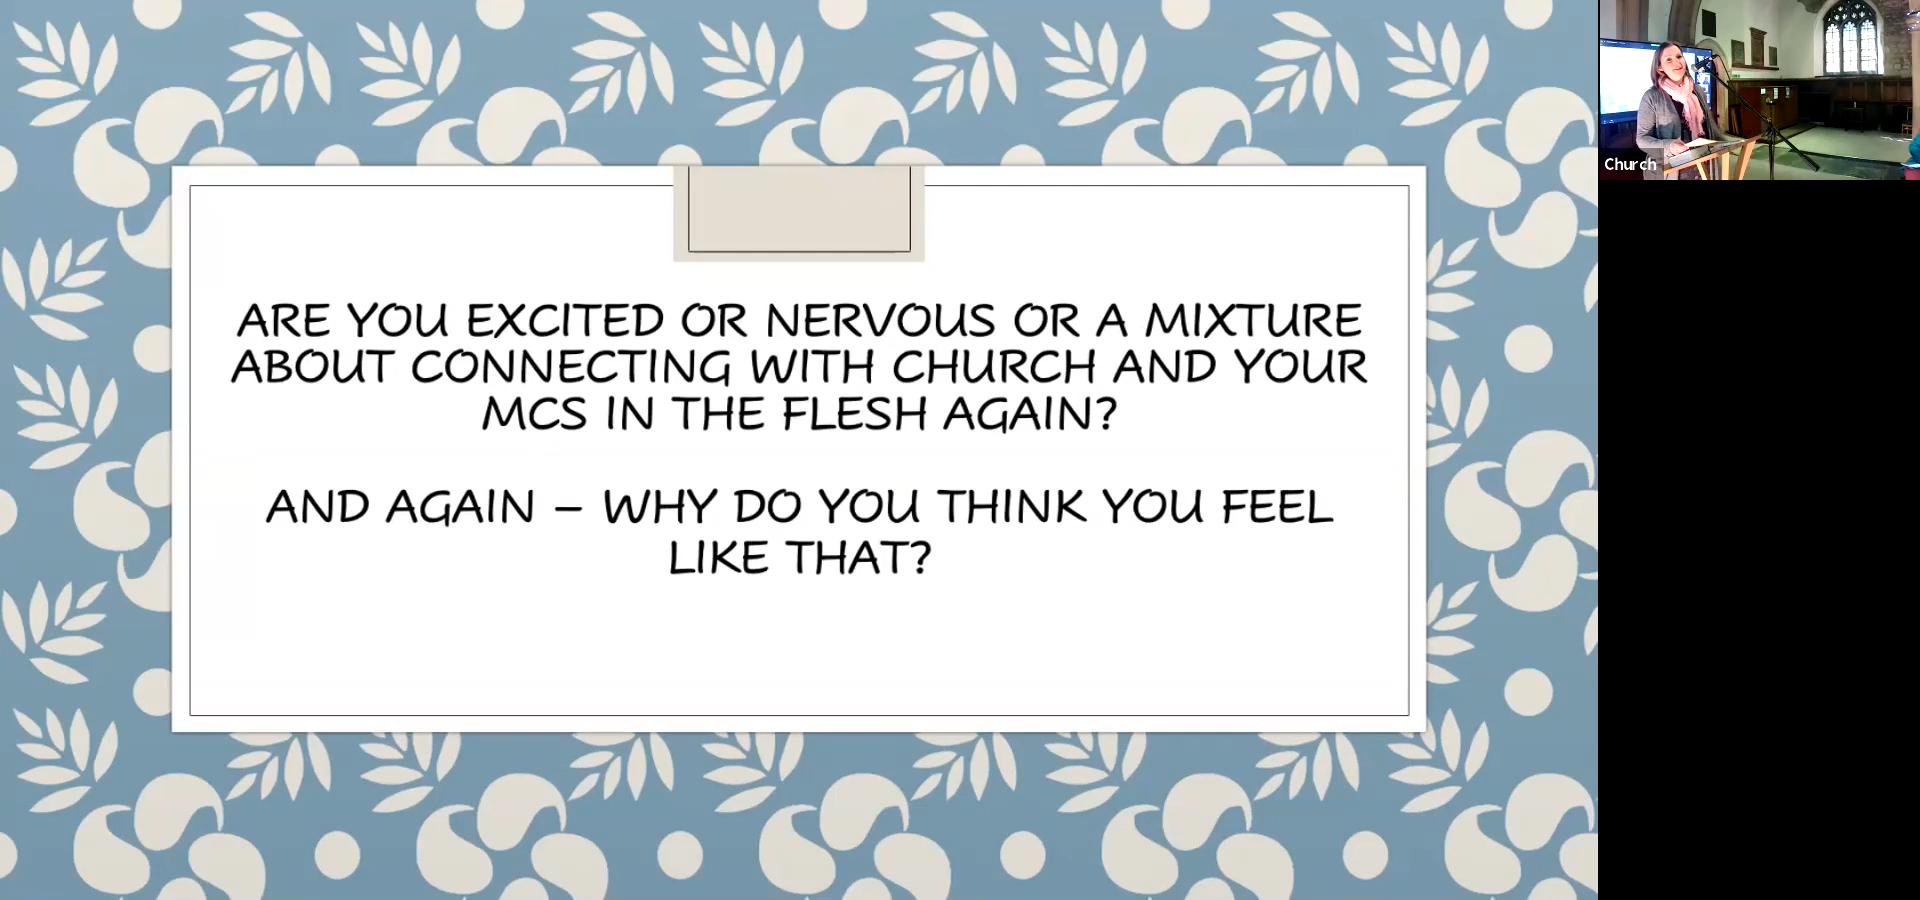 ARE YOU EXCITED OR NERVOUS OR A MIXTURE
ABOUT CONNECTING WITH CHURCH AND YOUR
MCS IN THE FLESH AGAIN?
AND AGAIN – WHY DO YOU THINK YOU FEEL
LIKE THAT?
Church